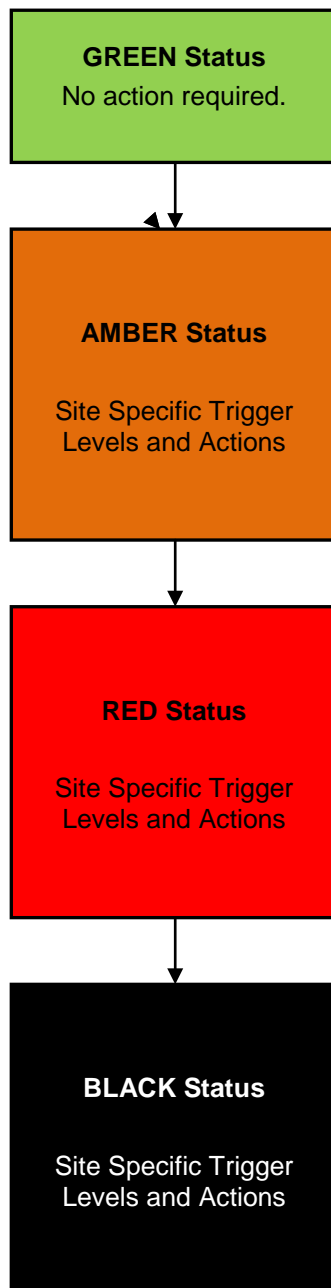 GREEN Status
No action required.
AMBER Status
Site Specific Trigger
Levels and Actions
RED Status
Site Specific Trigger
Levels and Actions
BLACK Status
Site Specific Trigger
Levels and Actions